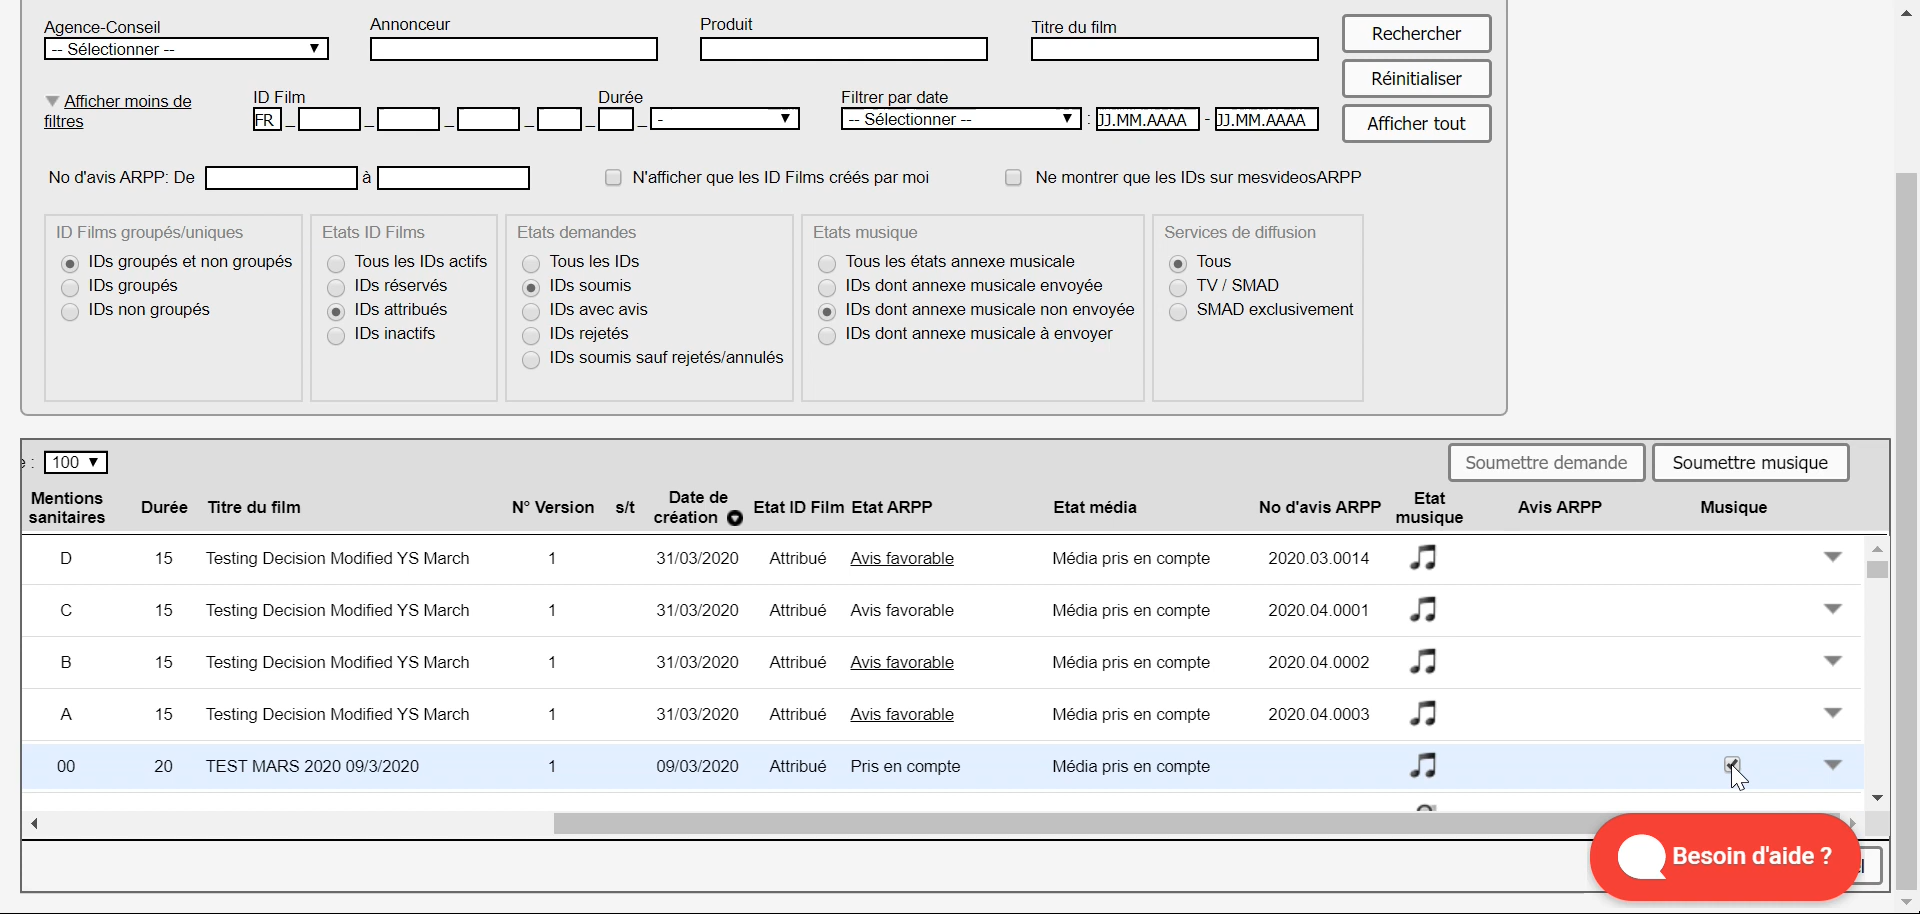 Agence-Conseil Annonceur Produit Titre du film
-- Sélectionner -- Rechercher
Réinitialiser
Afficher moins de filtres ID Film Durée Filtrer par date
FR _ _ _ _ _ _ - -- Sélectionner -- : JJ.MM.AAAA - JJ.MM.AAAA Afficher tout
No d'avis ARPP: De à N'afficher que les ID Films créés par moi Ne montrer que les IDs sur mesvideosARPP
ID Films groupés/uniques
IDs groupés et non groupés
IDs groupés
IDs non groupés
Etats ID Films
Tous les IDs actifs
IDs réservés
IDs attribués
IDs inactifs
Etats demandes
Tous les IDs
IDs soumis
IDs avec avis
IDs rejetés
IDs soumis sauf rejetés/annulés
Etats musique
Tous les états annexe musicale
IDs dont annexe musicale envoyée
IDs dont annexe musicale non envoyée
IDs dont annexe musicale à envoyer
Services de diffusion
Tous
TV / SMAD
SMAD exclusivement
: 100 Soumettre demande Soumettre musique
Mentions sanitaires Durée Titre du film N° Version s/t Date de création Etat ID Film Etat ARPP Etat média No d'avis ARPP Etat musique Avis ARPP Musique
D 15 Testing Decision Modified YS March 1 31/03/2020 Attribué Avis favorable Média pris en compte 2020.03.0014
C 15 Testing Decision Modified YS March 1 31/03/2020 Attribué Avis favorable Média pris en compte 2020.04.0001
B 15 Testing Decision Modified YS March 1 31/03/2020 Attribué Avis favorable Média pris en compte 2020.04.0002
A 15 Testing Decision Modified YS March 1 31/03/2020 Attribué Avis favorable Média pris en compte 2020.04.0003
00 20 TEST MARS 2020 09/3/2020 1 09/03/2020 Attribué Pris en compte Média pris en compte
Besoin d'aide ?